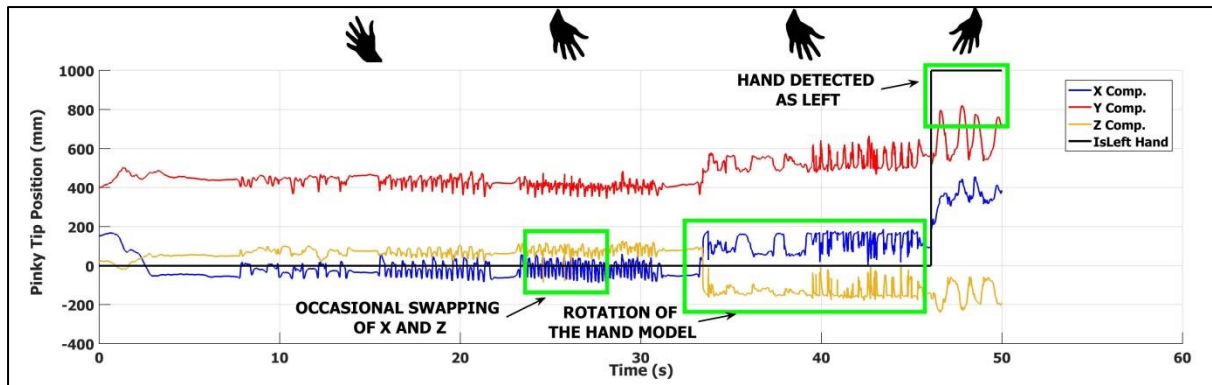 1000
800
600
400
200
0
-200
-400
Pinky Tip Position (mm)
HAND DETECTED
AS LEFT
X Comp.
Y Comp.
Z Comp.
IsLeft Hand
OCCASIONAL SWAPPING
OF X AND Z
ROTATION OF
THE HAND MODEL
0
10
20
30
40
50
60
Time (s)